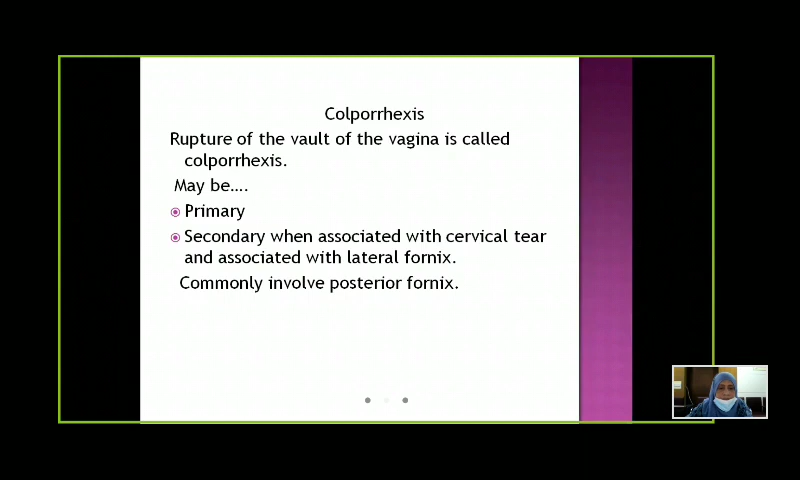 Colporrhexis
Rupture of the vault of the vagina is called
colporrhexis.
May be....
Primary
Secondary when associated with cervical tear
and associated with lateral fornix.
Commonly involve posterior fornix.